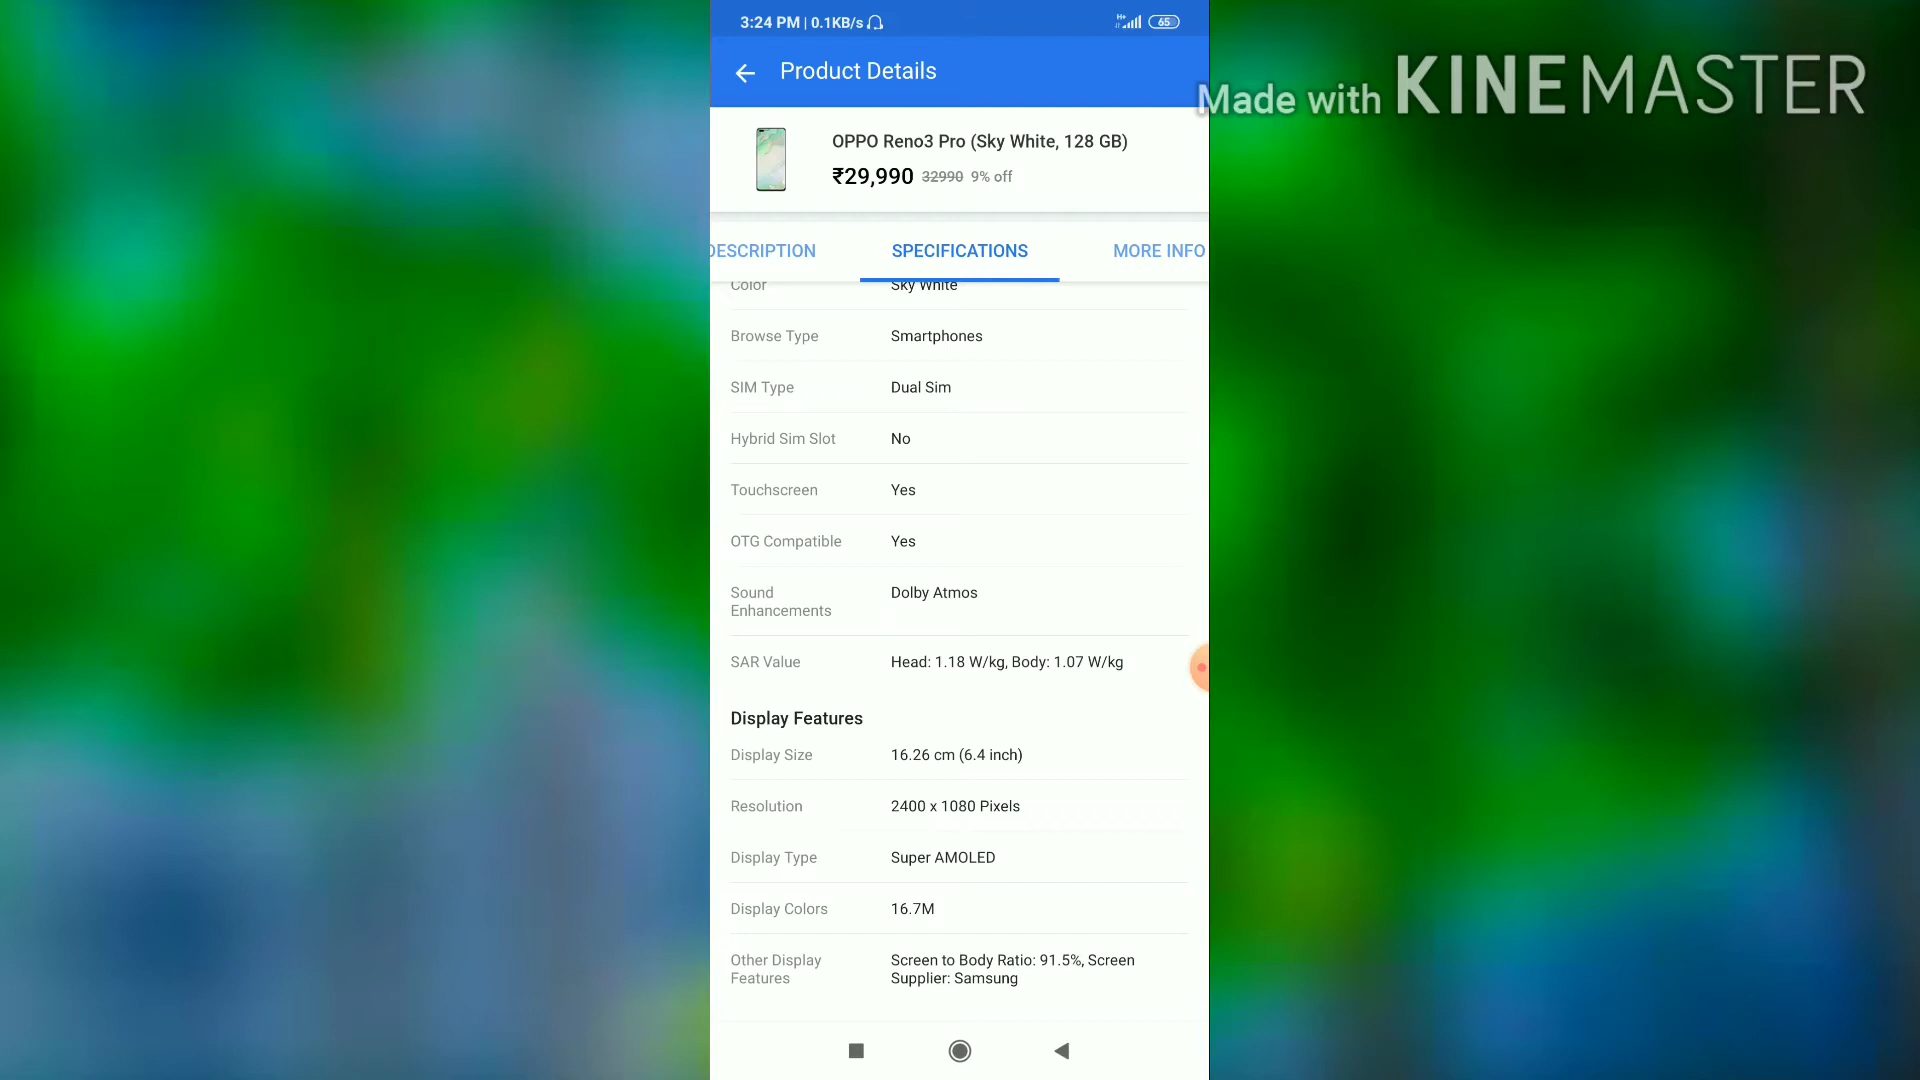 3:24 PM | 0.1KB/s
H+
65
Product Details
Made with KINEMASTER
OPPO Reno3 Pro (Sky White, 128 GB)
₹29,990 32990 9% off
DESCRIPTION SPECIFICATIONS MORE INFO
Color Sky White
Browse Type Smartphones
SIM Type Dual Sim
Hybrid Sim Slot No
Touchscreen Yes
OTG Compatible Yes
Sound Dolby Atmos
Enhancements
SAR Value Head: 1.18 W/kg, Body: 1.07 W/kg
Display Features
Display Size 16.26 cm (6.4 inch)
Resolution 2400 x 1080 Pixels
Display Type Super AMOLED
Display Colors 16.7M
Other Display Screen to Body Ratio: 91.5%, Screen
Features Supplier: Samsung